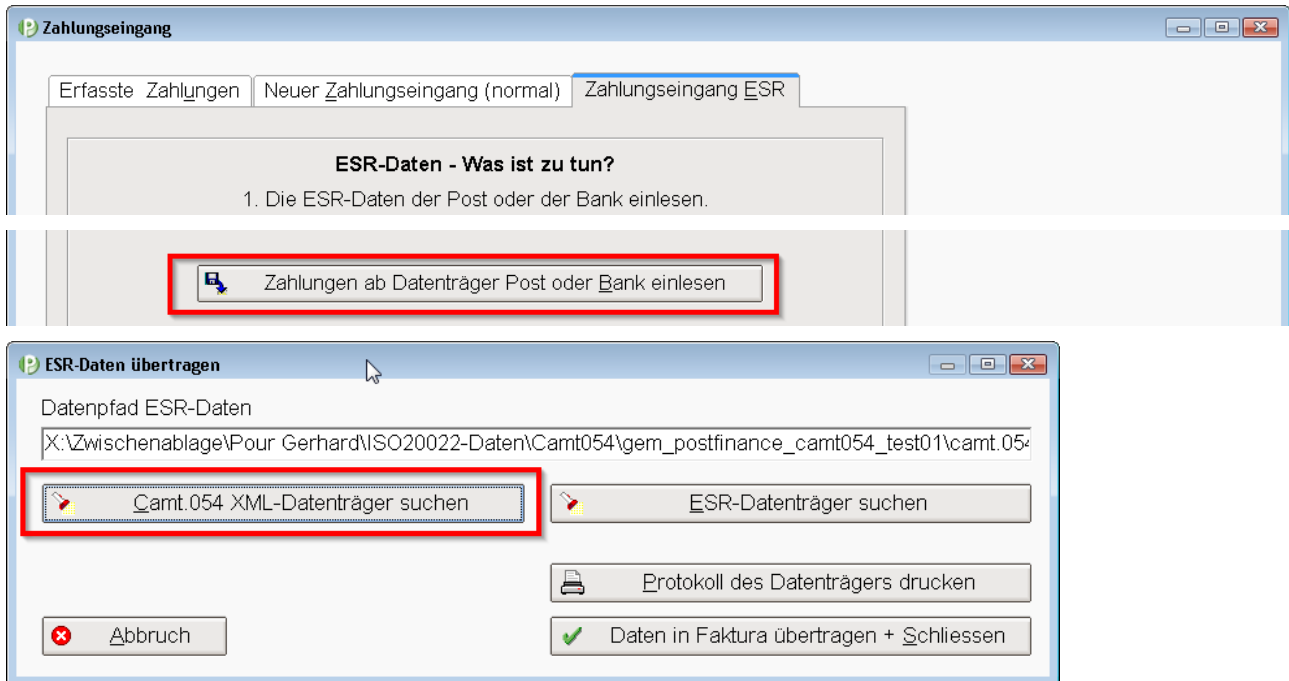 Zahlungseingang
Erfasste Zahlungen
Neuer Zahlungseingang (normal)
Zahlungseingang ESR
ESR-Daten - Was ist zu tun?
1. Die ESR-Daten der Post oder der Bank einlesen.
Zahlungen ab Datenträger Post oder Bank einlesen
ESR-Daten übertragen
Datenpfad ESR-Daten
X:\Zwischenablage\Pour Gerhard\ISO20022-Daten\Camt054\gem_postfinance_camt054_test01\camt.054
Camt.054 XML-Datenträger suchen
ESR-Datenträger suchen
Protokoll des Datenträgers drucken
Abbruch
Daten in Faktura übertragen + Schliessen